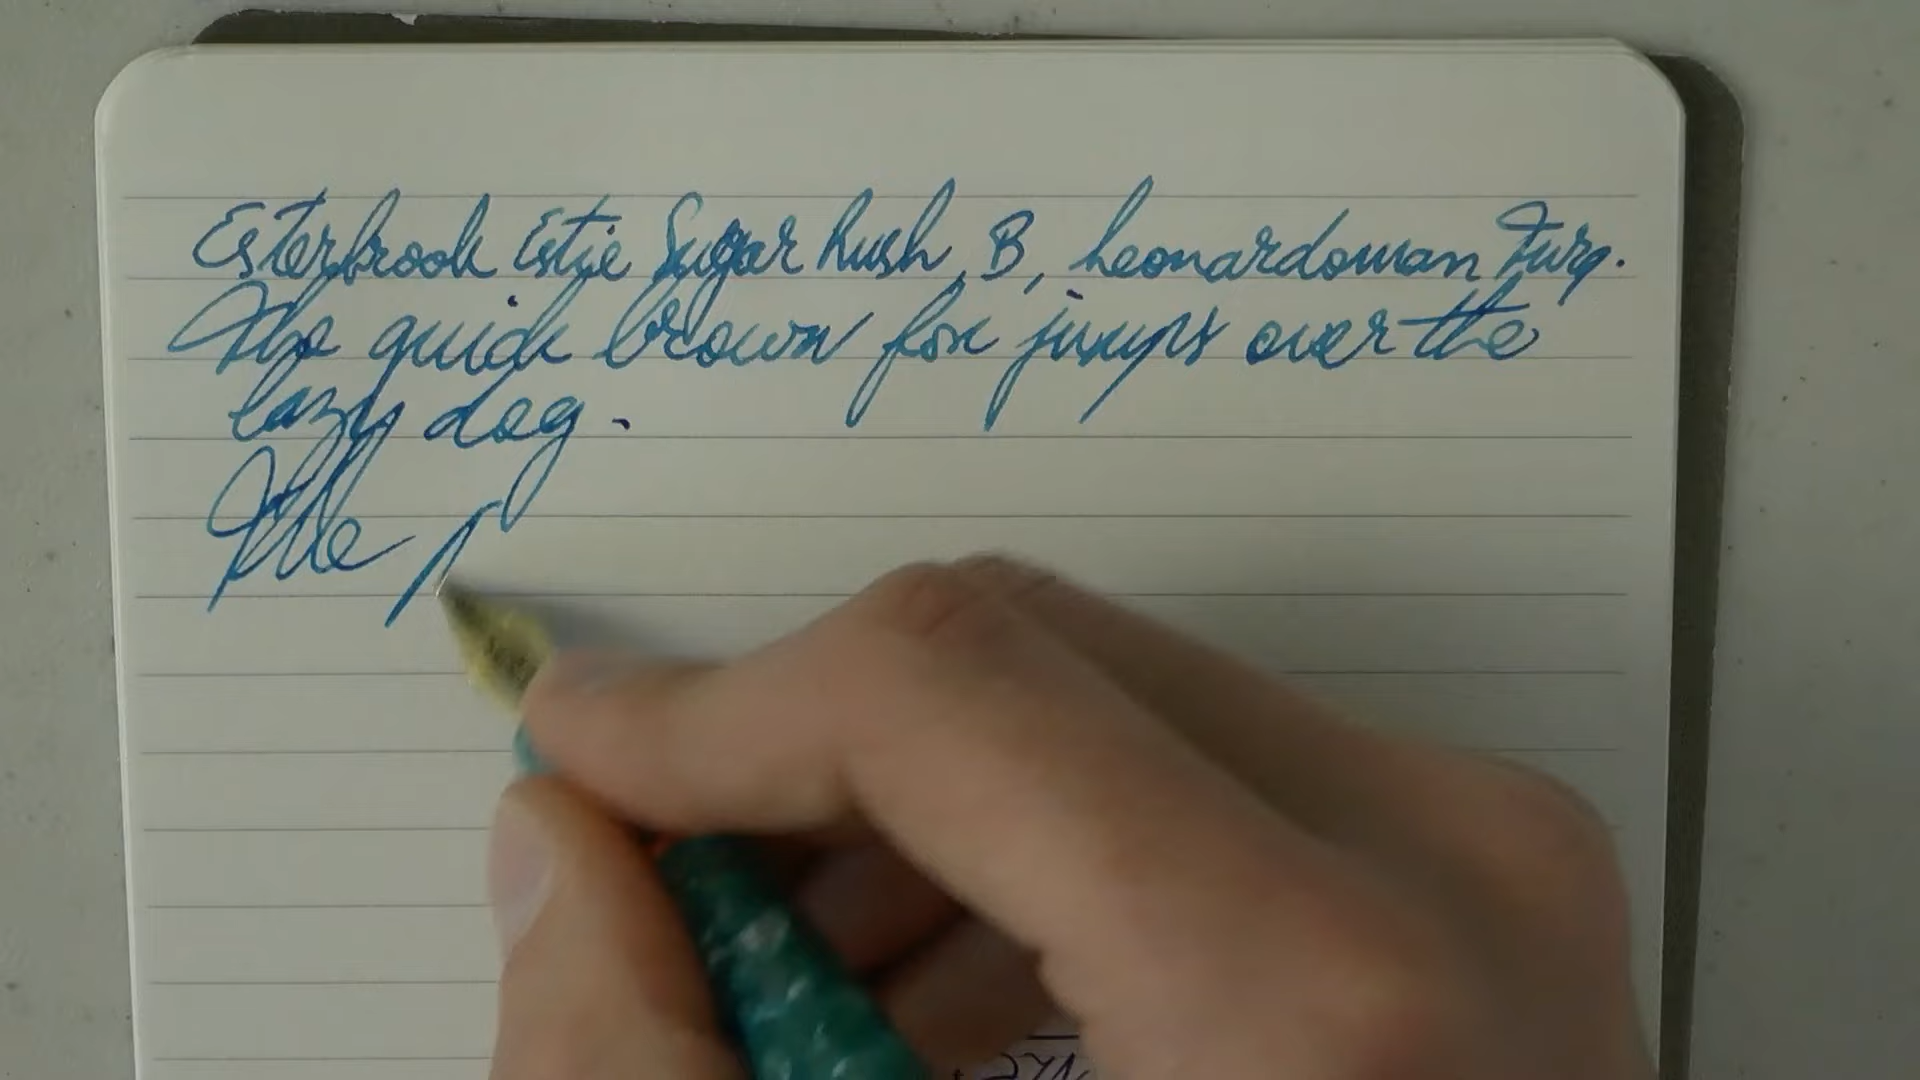 Esterbrook Estie Sugar Rush, B, Leonardoman Turq.
The quick brown fox jumps over the
lazy dog.
The